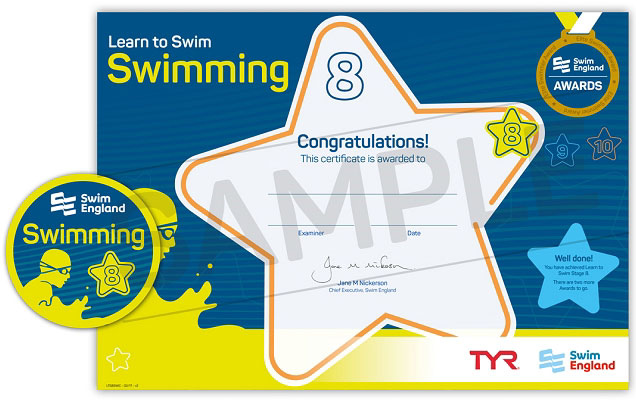 Learn to Swim
Swimming
8
Swim
England
AWARDS
Congratulations!
This certificate is awarded to
8
9
10
SAMPLE
Examiner
Date
Jane M Nickerson
Jane M Nickerson
Chief Executive, Swim England
Well done!
You have achieved Learn to
Swim Stage 8.
There are two more
Awards to go.
Swim
England
Swimming
8
TYR
Swim
England